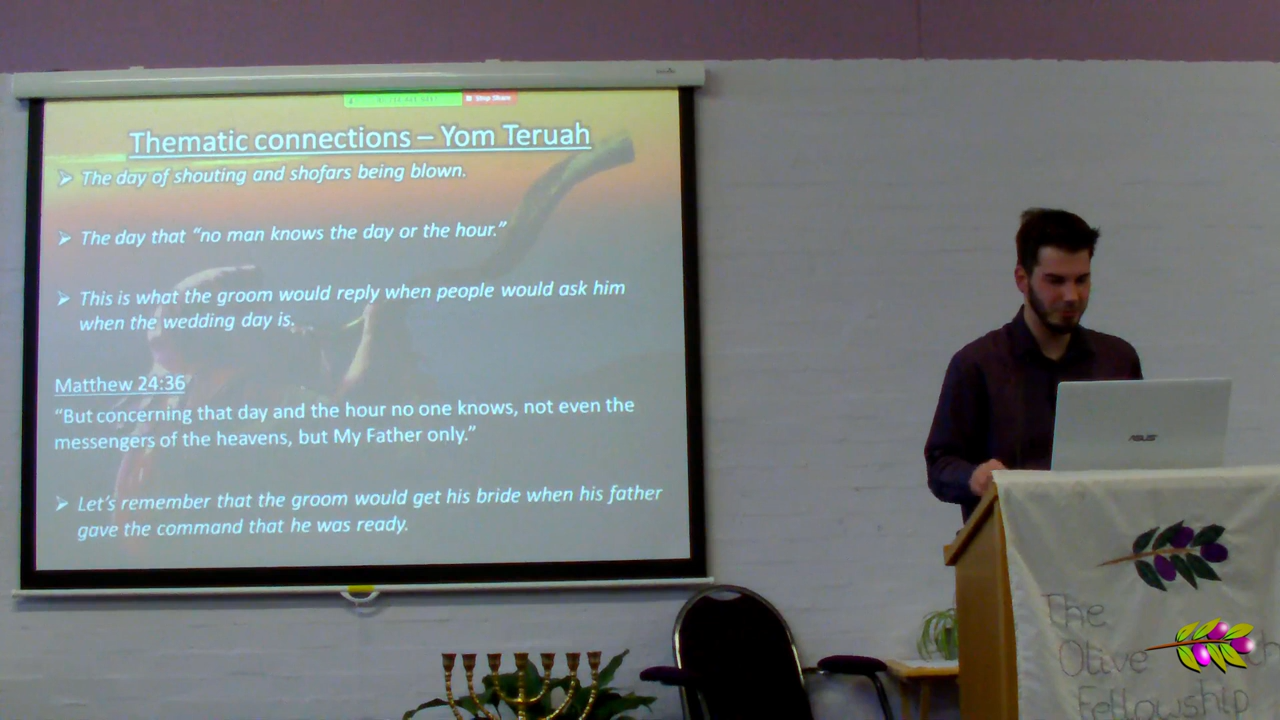 Stop Share
Thematic connections – Yom Teruah
The day of shouting and shofars being blown.
The day that “no man knows the day or the hour.”
This is what the groom would reply when people would ask him
when the wedding day is.
Matthew 24:36
“But concerning that day and the hour no one knows, not even the
messengers of the heavens, but My Father only.”
Let's remember that the groom would get his bride when his father
gave the command that he was ready.
ASUS
The
Olive
Fellowship